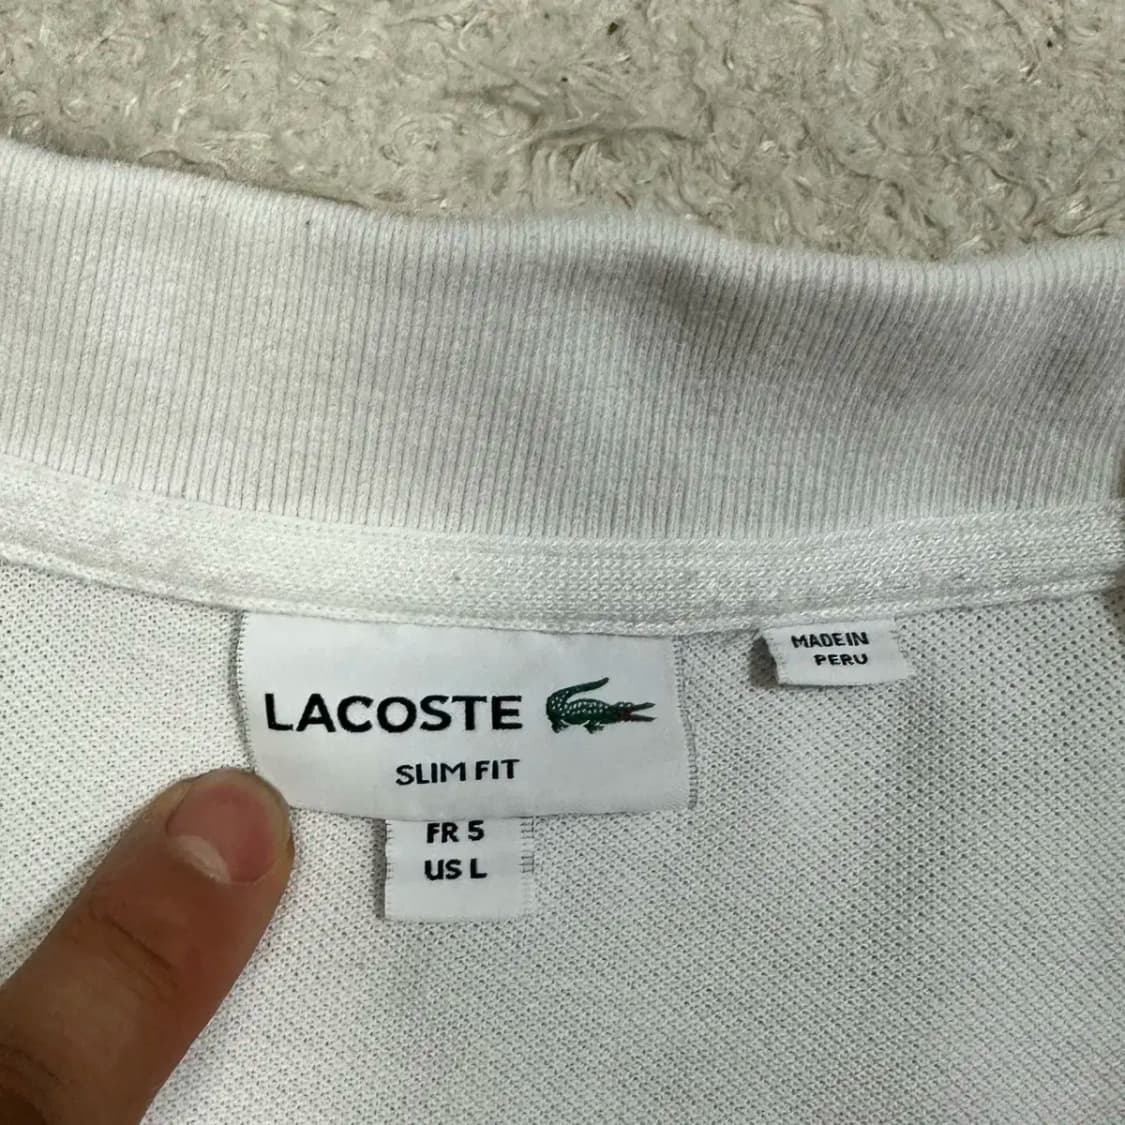 LACOSTE
SLIM FIT
FR 5
US L
MADE IN
PERU